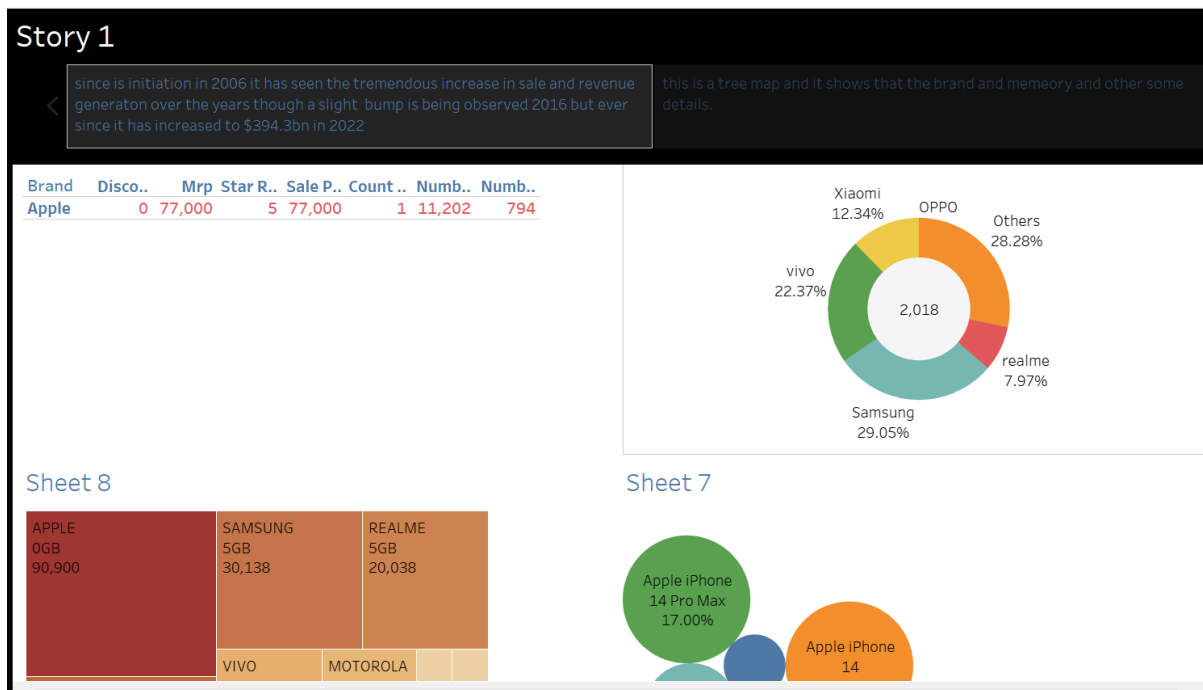 Story 1
since is initiation in 2006 it has seen the tremendous increase in sale and revenue
generaton over the years though a slight bump is being observed 2016 but ever
since it has increased to $394.3bn in 2022
this is a tree map and it shows that the brand and memeory and other some
details.
Brand Disco.. Mrp Star R.. Sale P.. Count .. Numb.. Numb..
Apple 0 77,000 5 77,000 1 11,202 794
Xiaomi
12.34%
OPPO
Others
28.28%
vivo
22.37%
2,018
realme
7.97%
Samsung
29.05%
Sheet 8
Sheet 7
APPLE
0GB
90,900
SAMSUNG
5GB
30,138
REALME
5GB
20,038
VIVO
MOTOROLA
Apple iPhone
14 Pro Max
17.00%
Apple iPhone
14